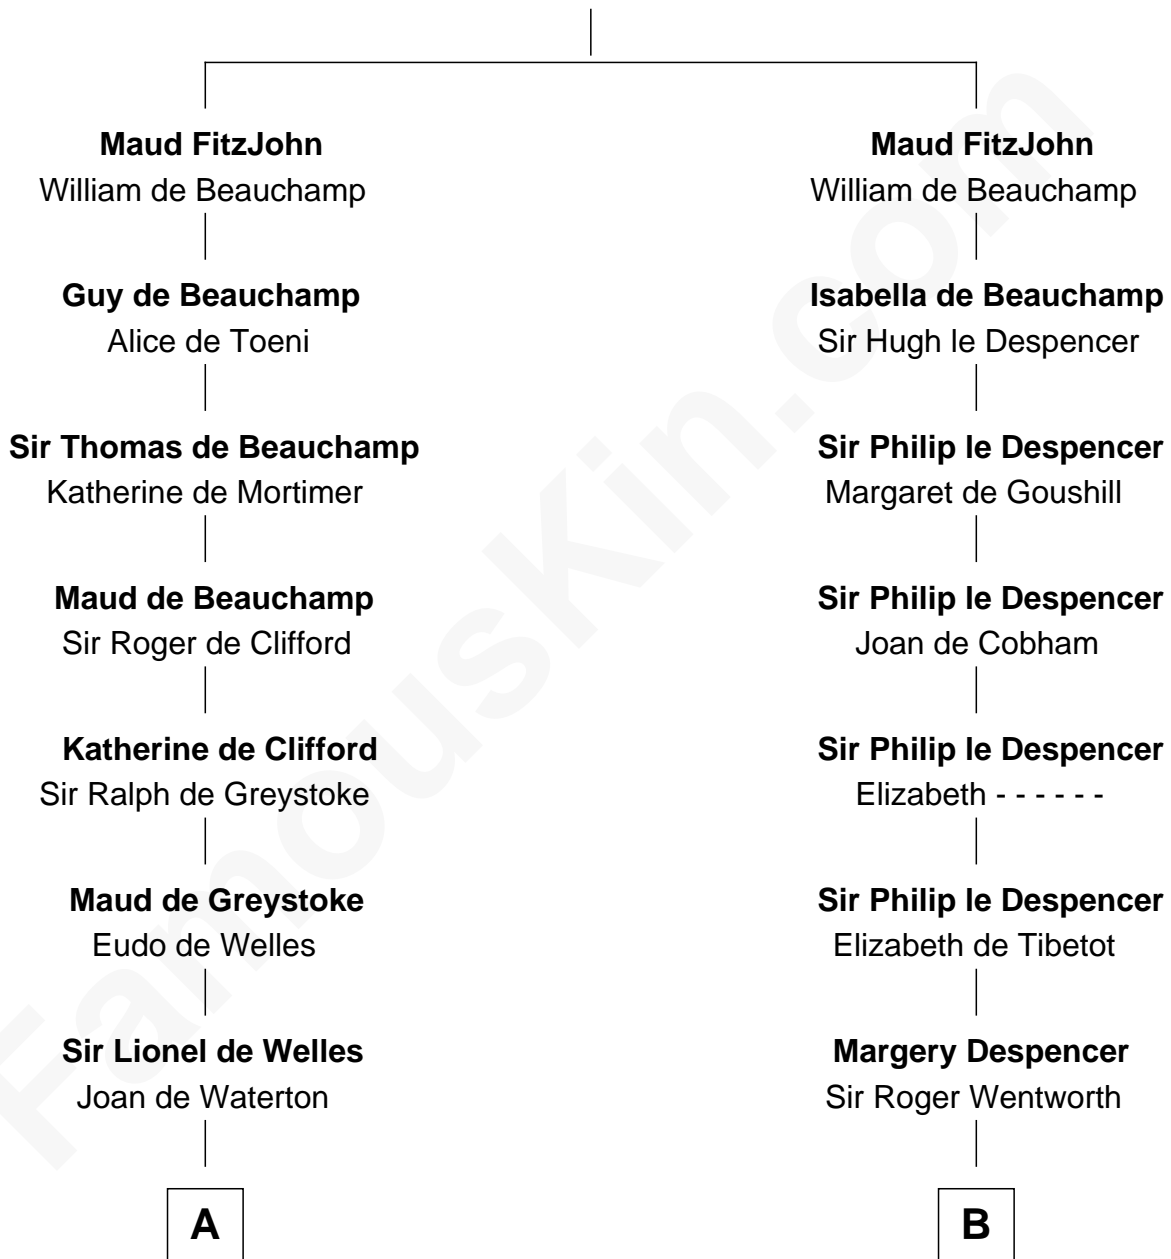 Maud FitzJohn
William de Beauchamp
Guy de Beauchamp
Alice de Toeni
Sir Thomas de Beauchamp
Katherine de Mortimer
Maud de Beauchamp
Sir Roger de Clifford
Katherine de Clifford
Sir Ralph de Greystoke
Maud de Greystoke
Eudo de Welles
Sir Lionel de Welles
Joan de Waterton
A
Maud FitzJohn
William de Beauchamp
Isabella de Beauchamp
Sir Hugh le Despencer
Sir Philip le Despencer
Margaret de Goushill
Sir Philip le Despencer
Joan de Cobham
Sir Philip le Despencer
Elizabeth - - - - - -
Sir Philip le Despencer
Elizabeth de Tibetot
Margery Despencer
Sir Roger Wentworth
B
FamousKin.com